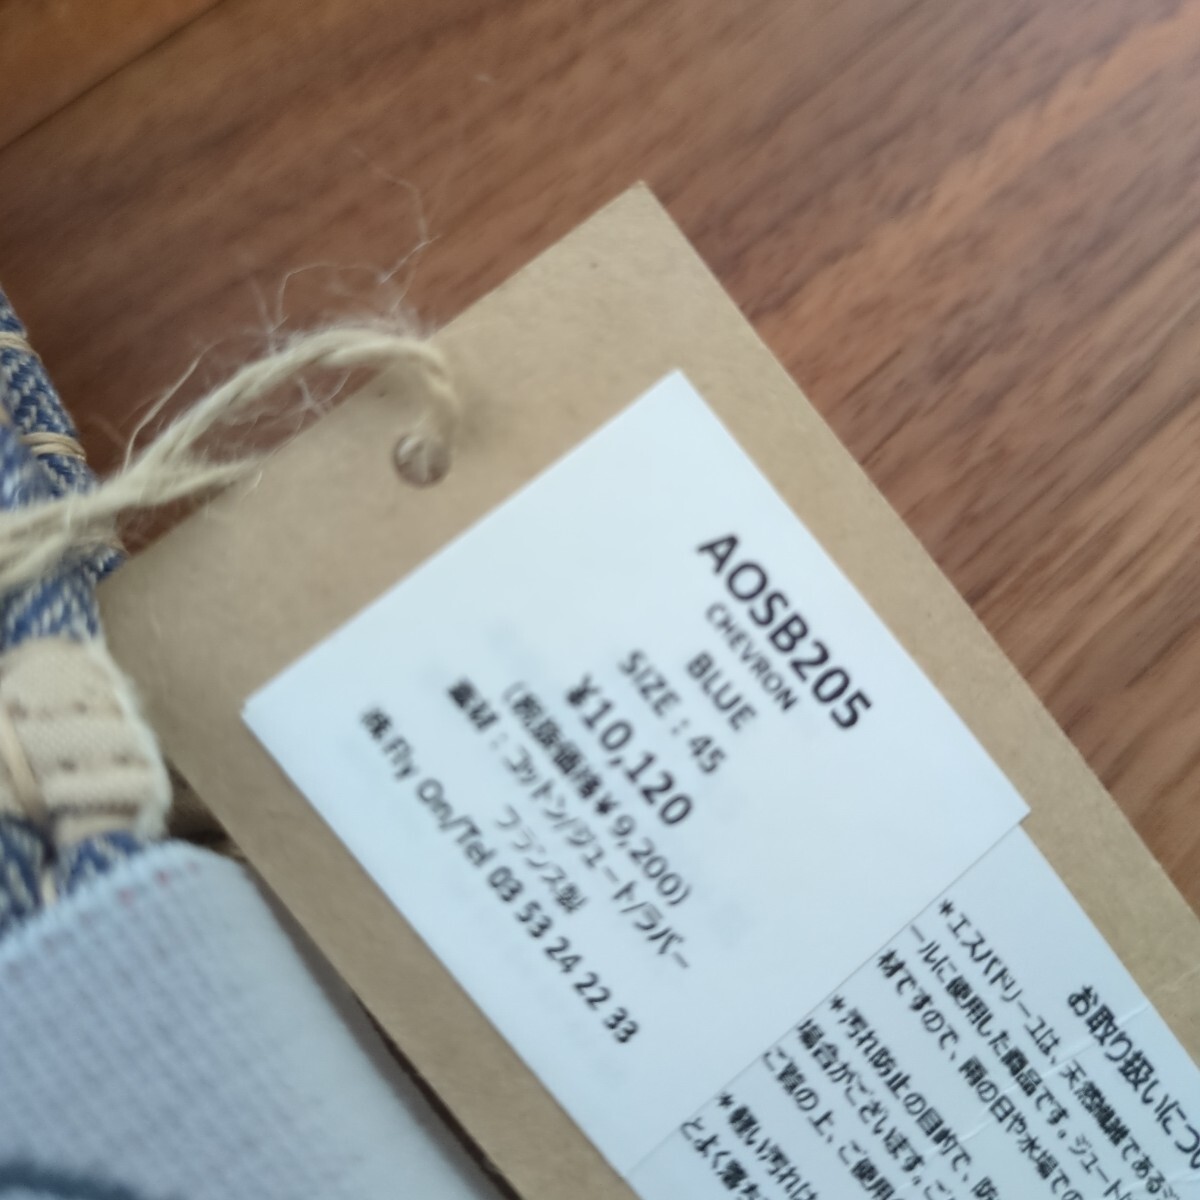 AOSB205
CHEVRON
BLUE
SIZE : 45
¥10,120
(税抜価格¥9,200)
素材:コットン/ジュート/ラバー
フランス製
㈱ Fly On/Tel 03 53 24 22 33
お取り扱いについ
*エスパドリーユは、天然繊維である
ールに使用した商品です。ジュート
材ですので、雨の日や水場での
*汚れ防止の目的で、防
場合がございます。ご
ご覧の上、ご使用
*軽い汚れは
とよく落ち